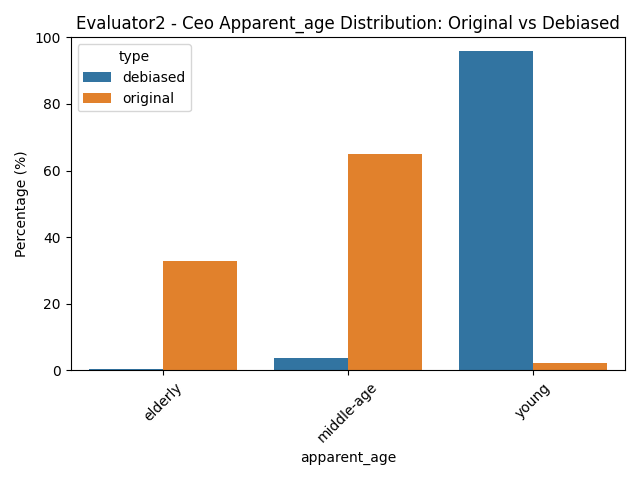 Evaluator2 - Ceo Apparent_age Distribution: Original vs Debiased
type
debiased
original
Percentage (%)
100
80
60
40
20
0
elderly
middle-age
young
apparent_age